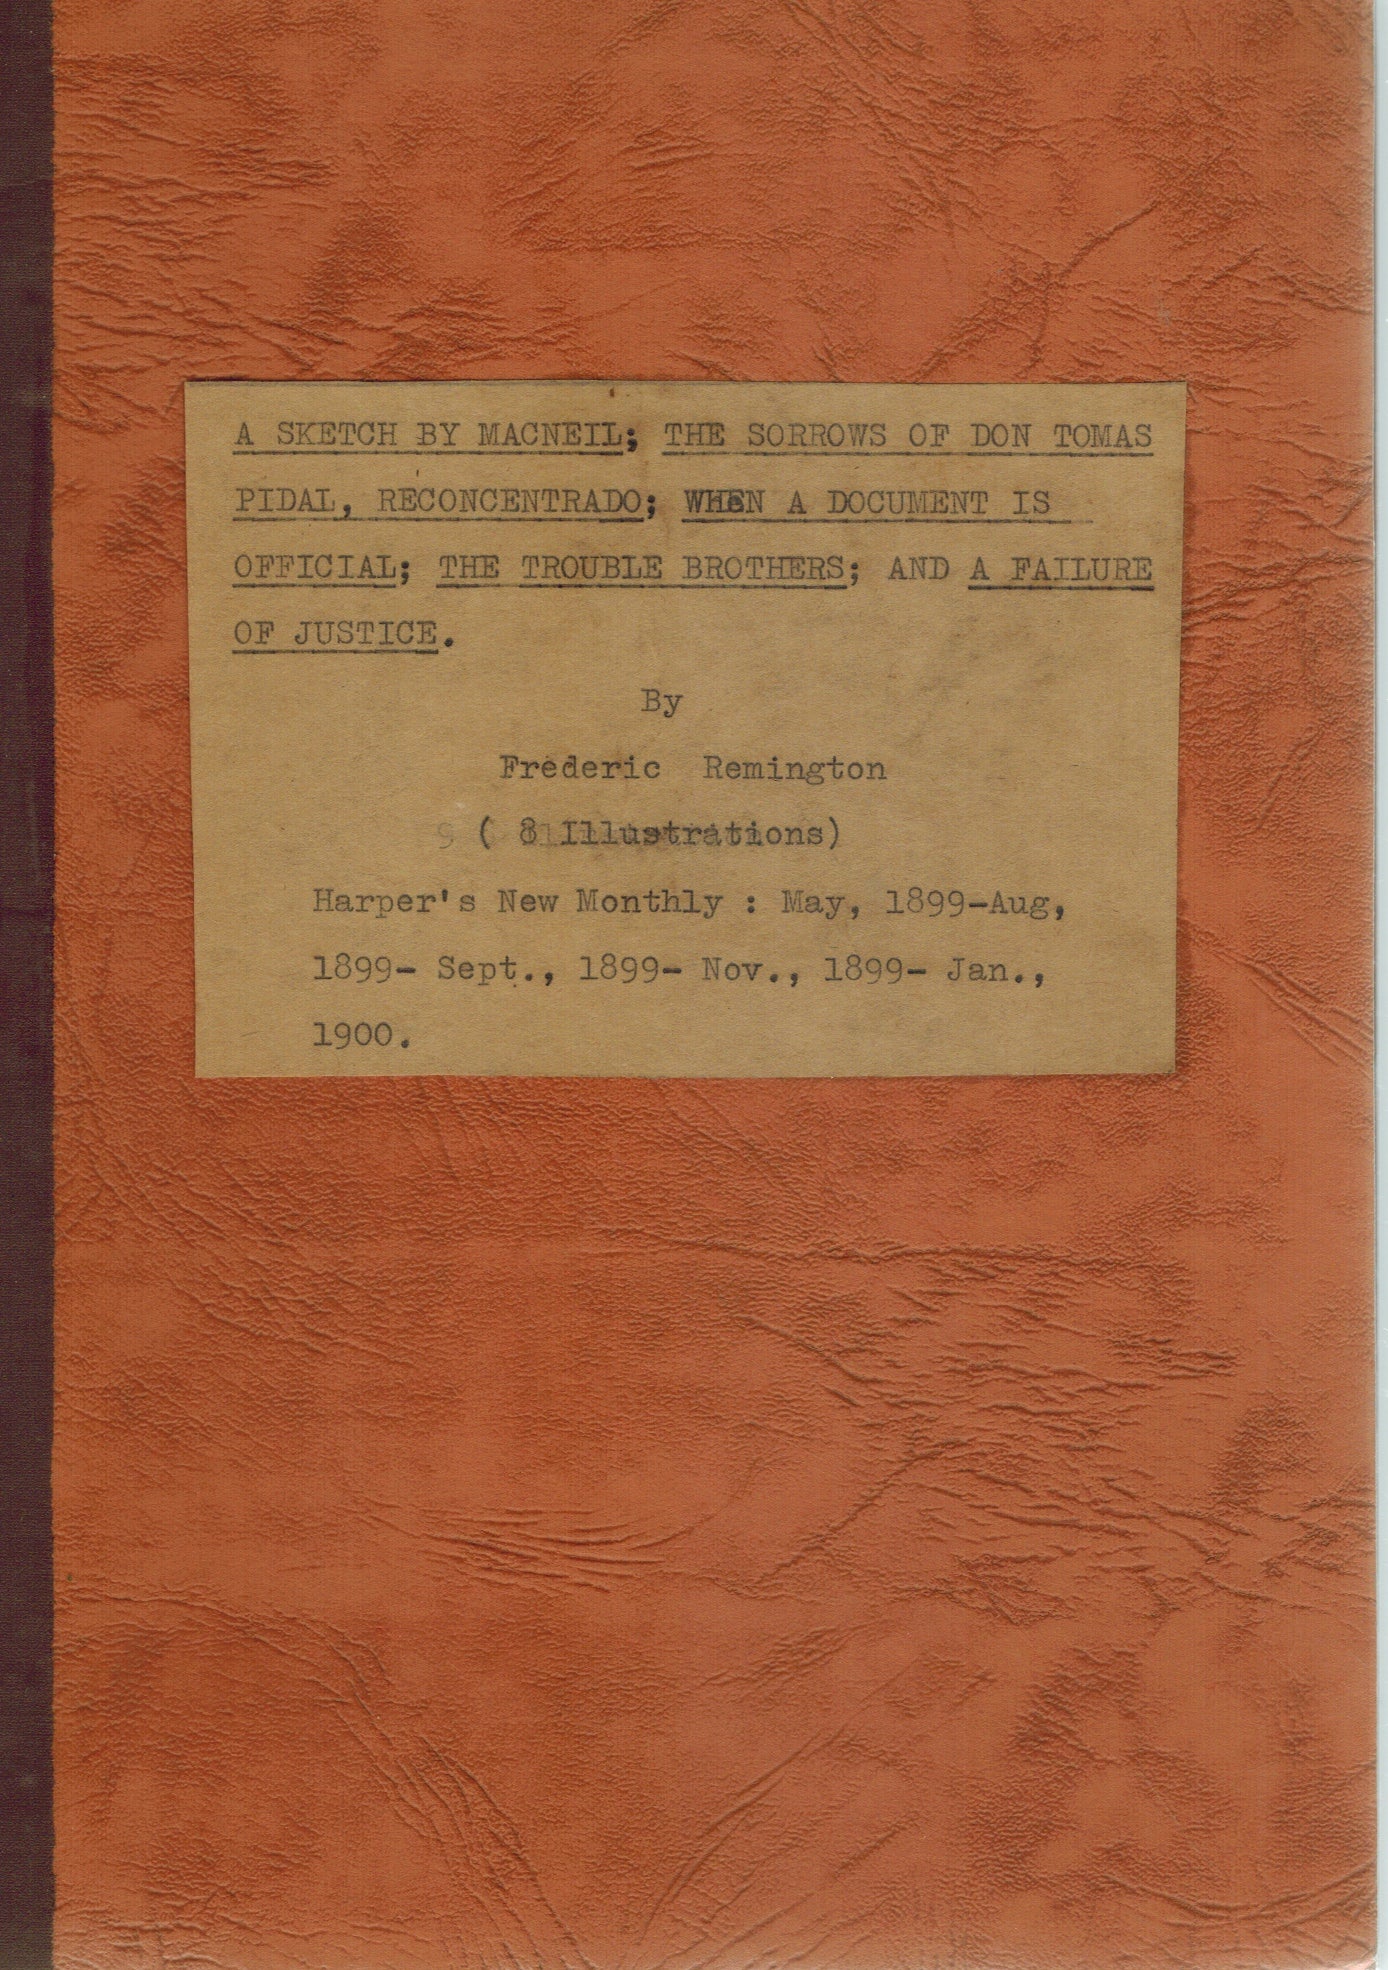 A SKETCH BY MACNEIL; THE SORROWS OF DON TOMAS
PIDAL, RECONCENTRADO; WHEN A DOCUMENT IS
OFFICIAL; THE TROUBLE BROTHERS; AND A FAILURE
OF JUSTICE.
By
Frederic Remington
9 ( 8 Illustrations)
Harper's New Monthly : May, 1899-Aug,
1899- Sept., 1899- Nov., 1899- Jan.,
1900.